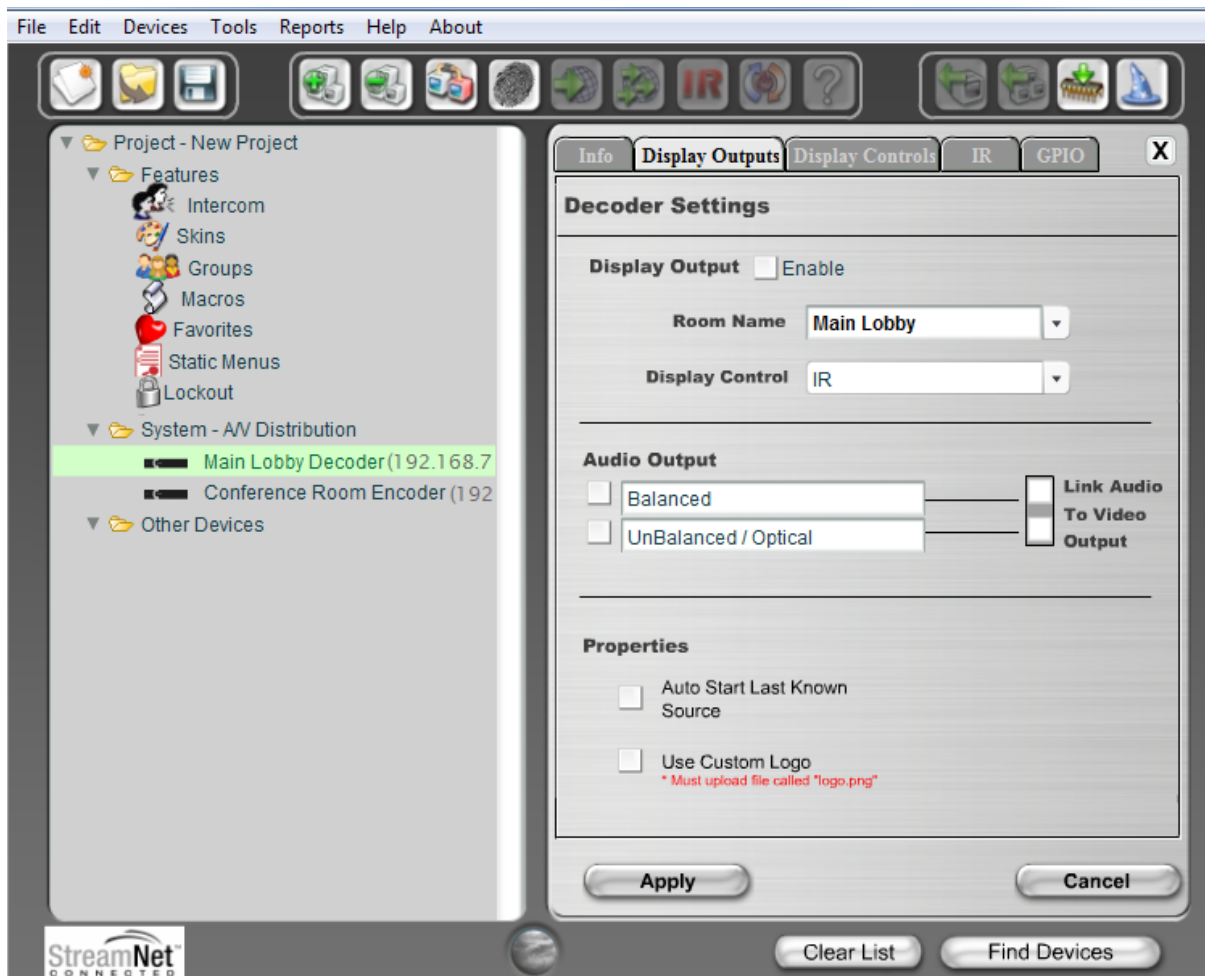 File Edit Devices Tools Reports Help About
IR ?
Project - New Project
Features
Intercom
Skins
Groups
Macros
Favorites
Static Menus
Lockout
System - A/V Distribution
Main Lobby Decoder(192.168.7
Conference Room Encoder (192
Other Devices
Info Display Outputs Display Controls IR GPIO X
Decoder Settings
Display Output Enable
Room Name Main Lobby
Display Control IR
Audio Output
Balanced
UnBalanced / Optical
Link Audio
To Video
Output
Properties
Auto Start Last Known
Source
Use Custom Logo
* Must upload file called "logo.png"
Apply Cancel
StreamNet™
CONNECTED
Clear List Find Devices